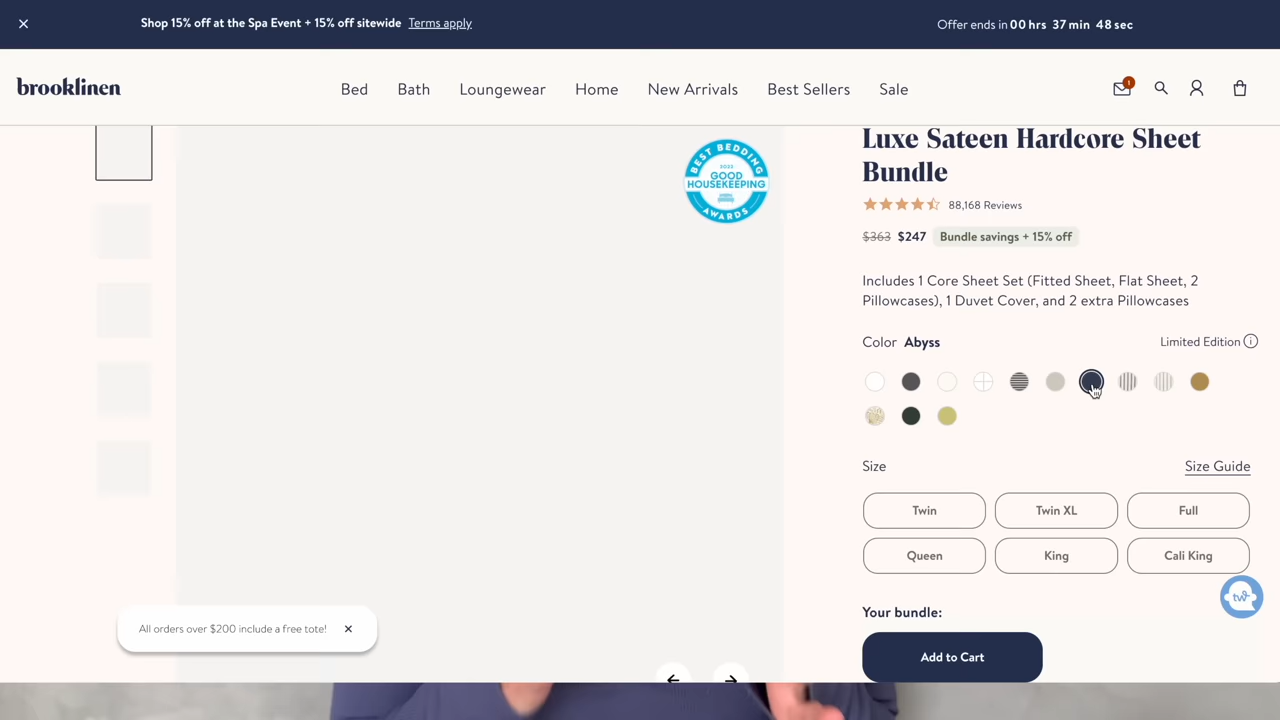 Shop 15% off at the Spa Event + 15% off sitewide Terms apply
Offer ends in 00 hrs 37 min 48 sec
brooklinen
Bed Bath Loungewear Home New Arrivals Best Sellers Sale
1
BEST BEDDING
2023
GOOD
HOUSEKEEPING
AWARDS
Luxe Sateen Hardcore Sheet
Bundle
88,168 Reviews
$363 $247 Bundle savings + 15% off
Includes 1 Core Sheet Set (Fitted Sheet, Flat Sheet, 2
Pillowcases), 1 Duvet Cover, and 2 extra Pillowcases
Color Abyss
Limited Edition
Size
Size Guide
Twin Twin XL Full
Queen King Cali King
tw
Your bundle:
All orders over $200 include a free tote!
Add to Cart